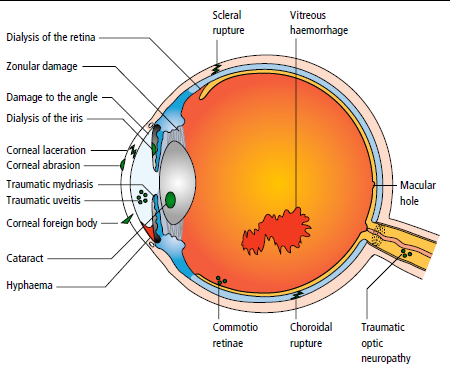 Scleral
rupture
Vitreous
haemorrhage
Dialysis of the retina
Zonular damage
Damage to the angle
Dialysis of the iris
Corneal laceration
Corneal abrasion
Traumatic mydriasis
Traumatic uveitis
Corneal foreign body
Cataract
Hyphaema
Macular
hole
Commotio
retinae
Choroidal
rupture
Traumatic
optic
neuropathy